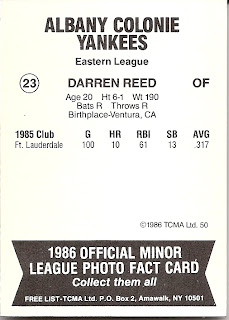 ALBANY COLONIE
YANKEES
Eastern League
23 DARREN REED OF
Age 20 Ht 6-1 Wt 190
Bats R Throws R
Birthplace-Ventura, CA
1985 Club G HR RBI SB AVG
Ft. Lauderdale 100 10 61 13 .317
©1986 TCMA Ltd. 50
1986 OFFICIAL MINOR
LEAGUE PHOTO FACT CARD
Collect them all
FREE LIST-TCMA Ltd. P.O. Box 2, Amawalk, NY 10501